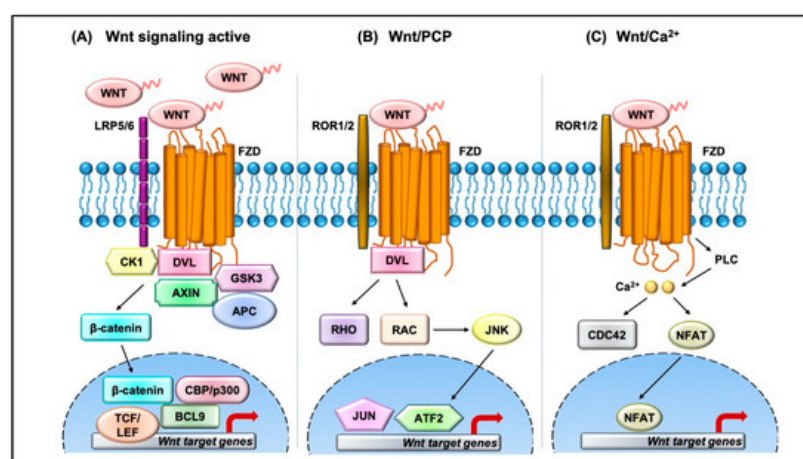 (A) Wnt signaling active
WNT
WNT
WNT
LRP5/6
FZD
CK1
DVL
GSK3
AXIN
APC
β-catenin
β-catenin
CBP/p300
TCF/
LEF
BCL9
Wnt target genes
(B) Wnt/PCP
WNT
ROR1/2
FZD
DVL
RHO
RAC
JNK
JUN
ATF2
Wnt target genes
(C) Wnt/Ca²⁺
WNT
ROR1/2
FZD
PLC
Ca²⁺
CDC42
NFAT
NFAT
Wnt target genes